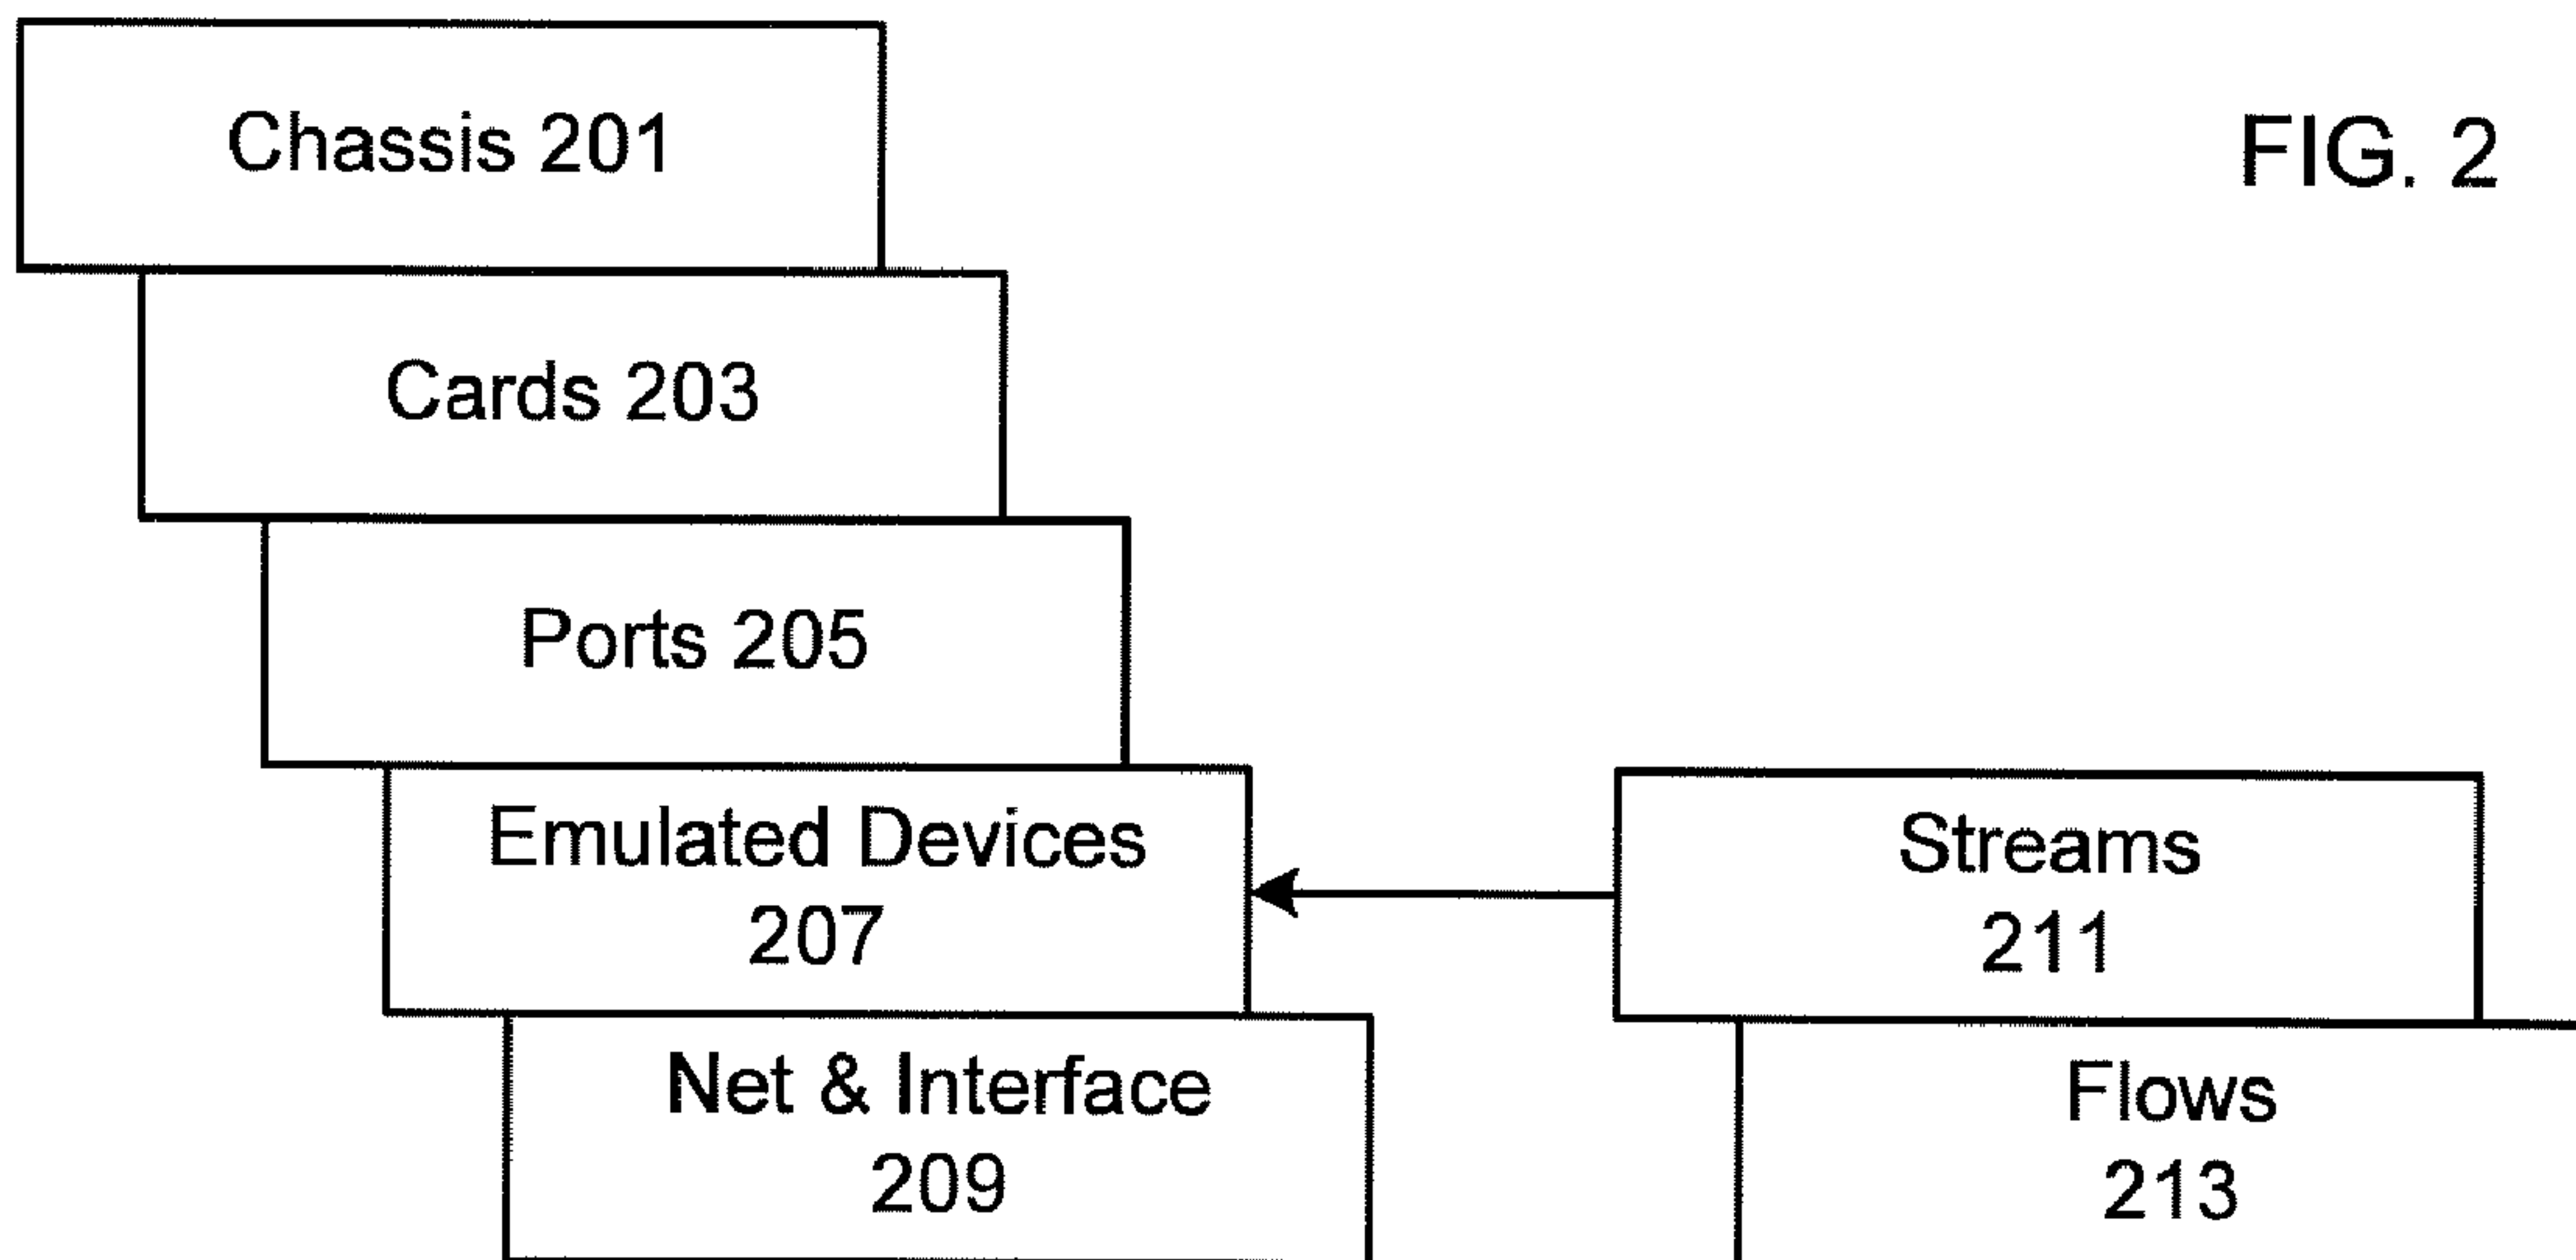 Chassis 201
FIG. 2
Cards 203
Ports 205
Emulated Devices
207
Streams
211
Net & Interface
209
Flows
213